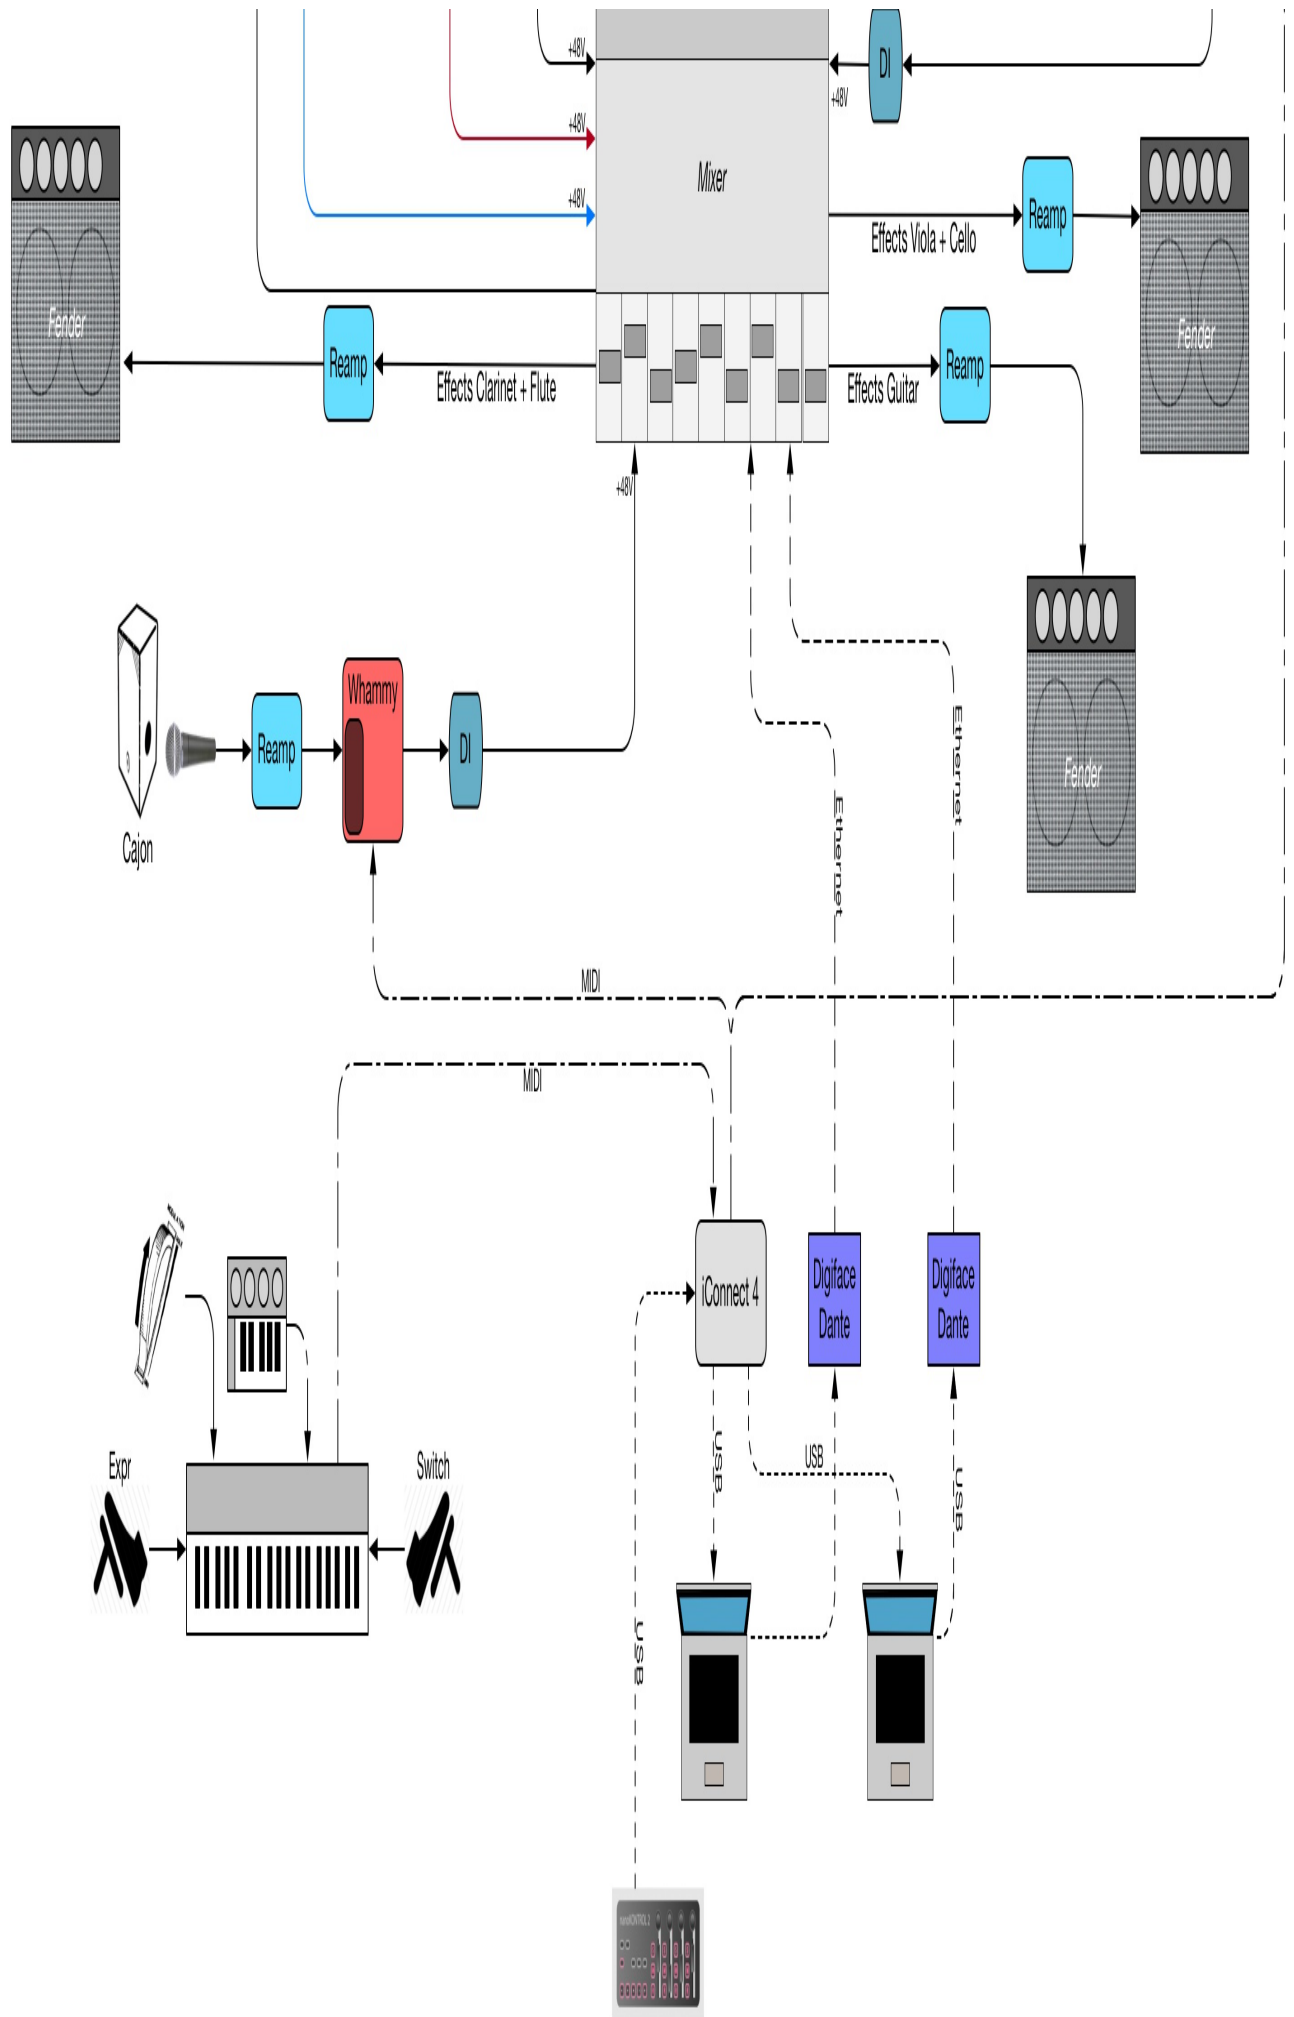 +48V
DI
+48V
+48V
Mixer
+48V
Reamp
Effects Viola + Cello
Fender
Fender
Reamp
Effects Clarinet + Flute
Effects Guitar
Reamp
+48V
Whammy
Reamp
DI
Cajon
Ethernet
Ethernet
Fender
MIDI
MIDI
iConnect 4
Digiface
Dante
Digiface
Dante
Expr
Switch
USB
USB
USB
USB
nanoKONTROL 2